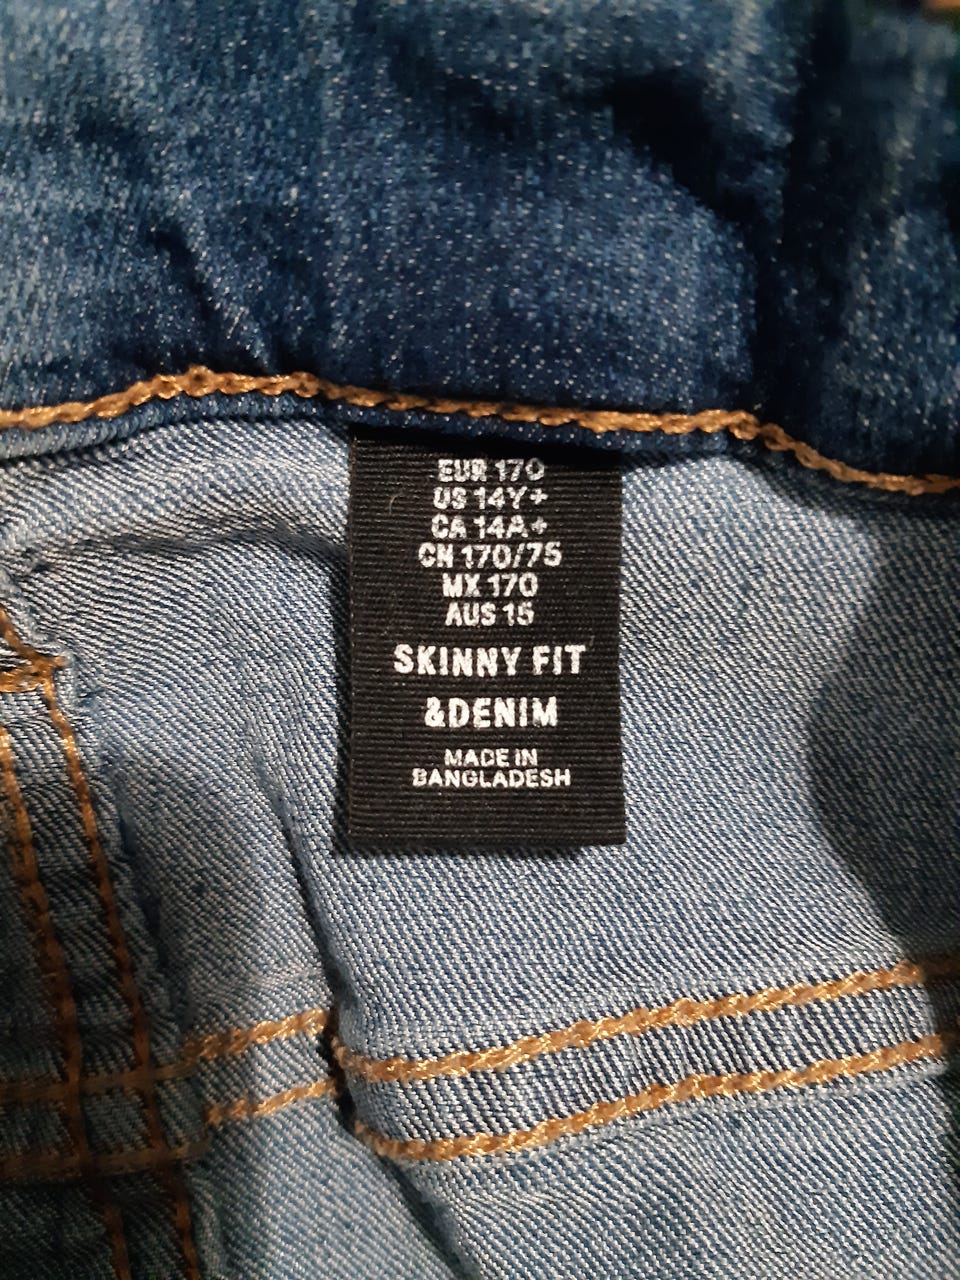 EUR 170
US 14Y+
CA 14A+
CN 170/75
MX 170
AUS 15
SKINNY FIT
&DENIM
MADE IN
BANGLADESH